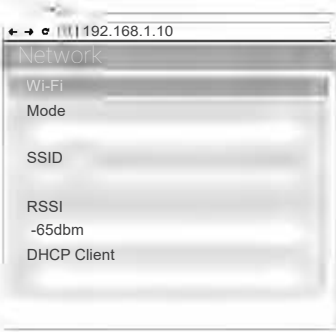 192.168.1.10
Network
Wi-Fi
Mode
SSID
RSSI
-65dbm
DHCP Client